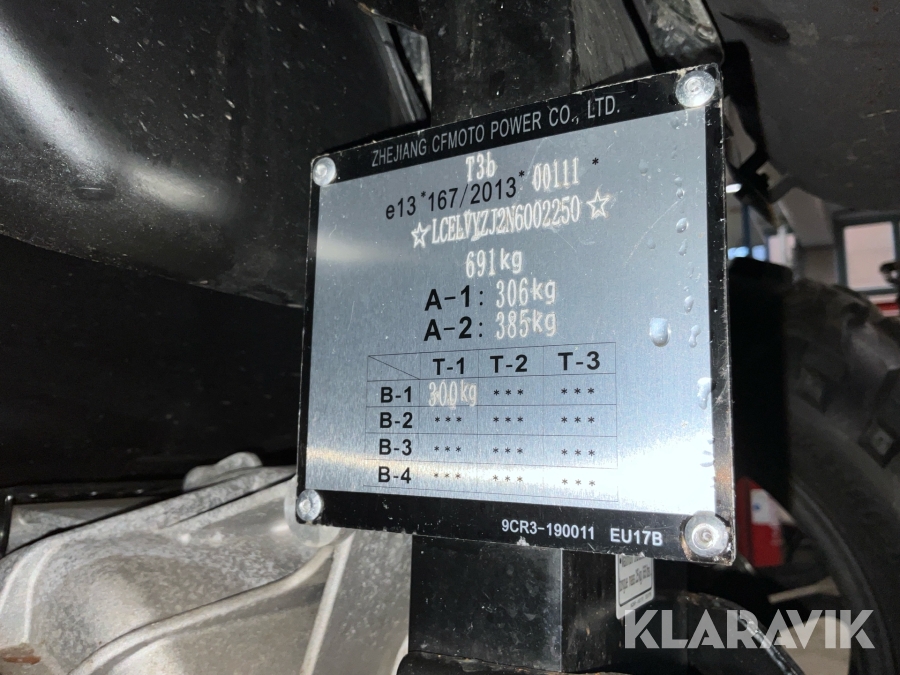 ZHEJIANG CFMOTO POWER CO., LTD.
T3b
e13*167/2013*00111*
☆LCELVYZJ2N6002250☆
691kg
A-1: 306kg
A-2: 385kg
T-1 T-2 T-3
B-1 300kg *** ***
B-2 *** *** ***
B-3 *** *** ***
B-4 *** *** ***
9CR3-190011 EU17B
KLARAVIK